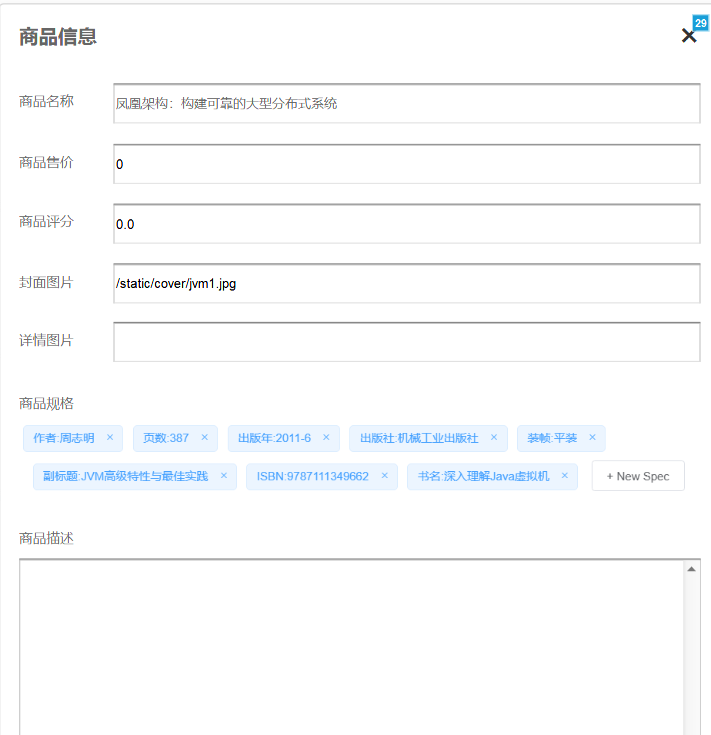 29
商品信息 ×
商品名称 凤凰架构：构建可靠的大型分布式系统
商品售价 0
商品评分 0.0
封面图片 /static/cover/jvm1.jpg
详情图片
商品规格
作者:周志明 × 页数:387 × 出版年:2011-6 × 出版社:机械工业出版社 × 装帧:平装 ×
副标题:JVM高级特性与最佳实践 × ISBN:9787111349662 × 书名:深入理解Java虚拟机 × + New Spec
商品描述